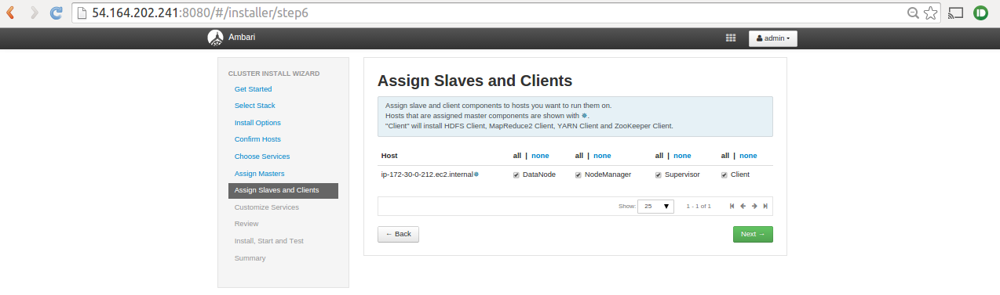 54.164.202.241:8080/#/installer/step6
Ambari
admin
CLUSTER INSTALL WIZARD
Get Started
Select Stack
Install Options
Confirm Hosts
Choose Services
Assign Masters
Assign Slaves and Clients
Customize Services
Review
Install, Start and Test
Summary
Assign Slaves and Clients
Assign slave and client components to hosts you want to run them on.
Hosts that are assigned master components are shown with ✵.
"Client" will install HDFS Client, MapReduce2 Client, YARN Client and ZooKeeper Client.
Host all | none all | none all | none all | none
ip-172-30-0-212.ec2.internal✵ DataNode NodeManager Supervisor Client
Show: 25 1 - 1 of 1
← Back
Next →